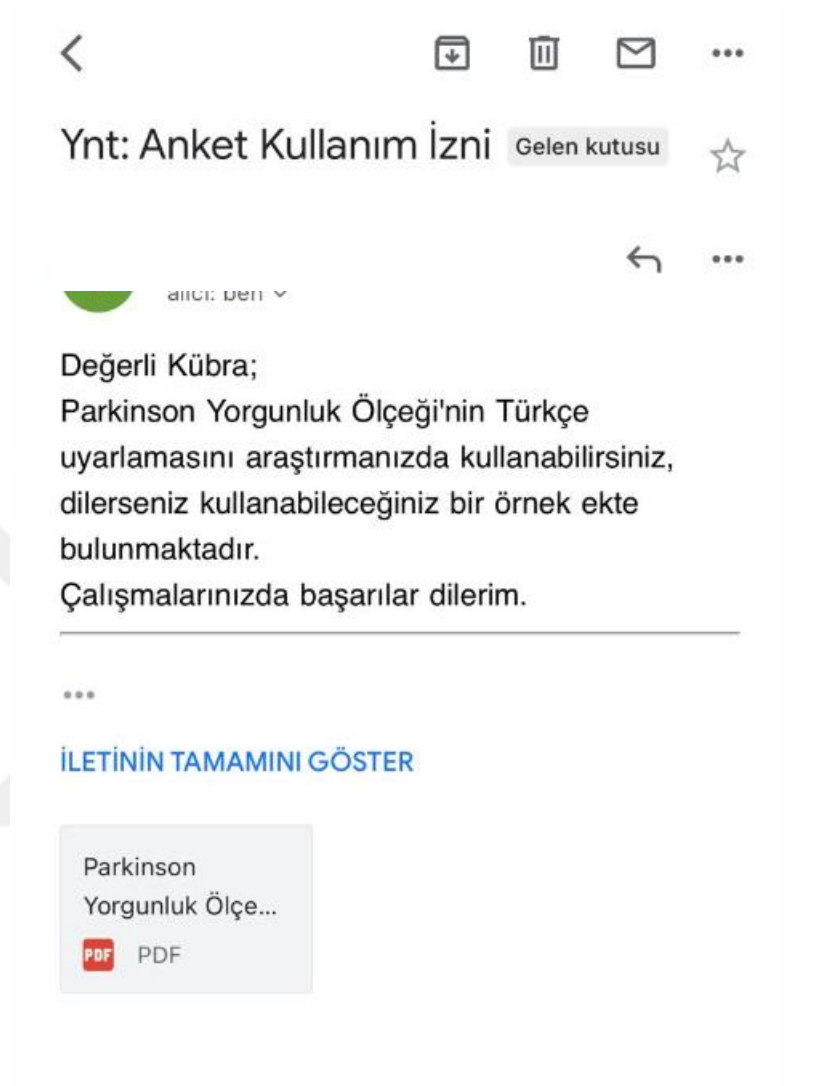 Ynt: Anket Kullanım İzni Gelen kutusu
alıcı: ben
Değerli Kübra;
Parkinson Yorgunluk Ölçeği'nin Türkçe
uyarlamasını araştırmanızda kullanabilirsiniz,
dilerseniz kullanabileceğiniz bir örnek ekte
bulunmaktadır.
Çalışmalarınızda başarılar dilerim.
İLETİNİN TAMAMINI GÖSTER
Parkinson
Yorgunluk Ölçe...
PDF PDF